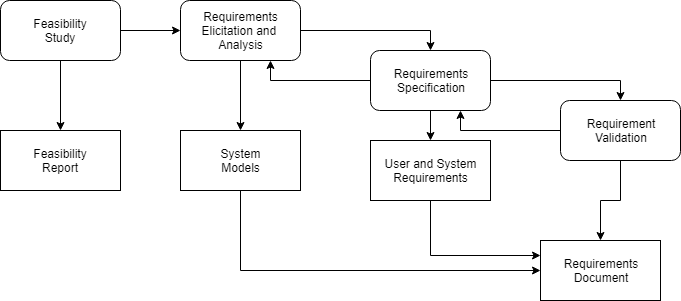 Feasibility
Study
Requirements
Elicitation and
Analysis
Requirements
Specification
Requirement
Validation
Feasibility
Report
System
Models
User and System
Requirements
Requirements
Document